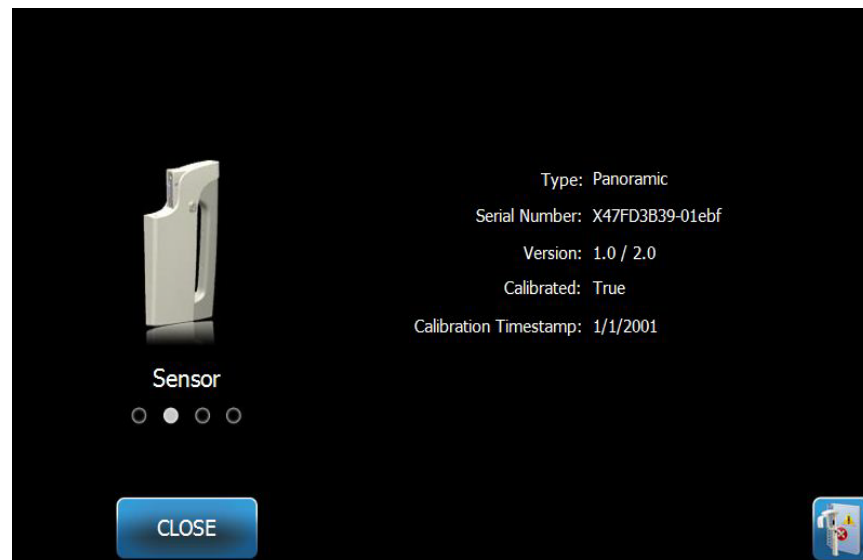 Type: Panoramic
Serial Number: X47FD3B39-01ebf
Version: 1.0 / 2.0
Calibrated: True
Calibration Timestamp: 1/1/2001
Sensor
CLOSE